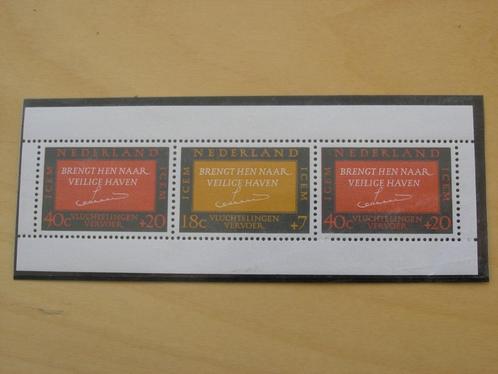 NEDERLAND
ICEM
BRENGT HEN NAAR
VEILIGE HAVEN
ICEM
40c VLUCHTELINGEN +20
VERVOER
NEDERLAND
ICEM
BRENGT HEN NAAR
VEILIGE HAVEN
ICEM
18c VLUCHTELINGEN +7
VERVOER
NEDERLAND
ICEM
BRENGT HEN NAAR
VEILIGE HAVEN
ICEM
40c VLUCHTELINGEN +20
VERVOER